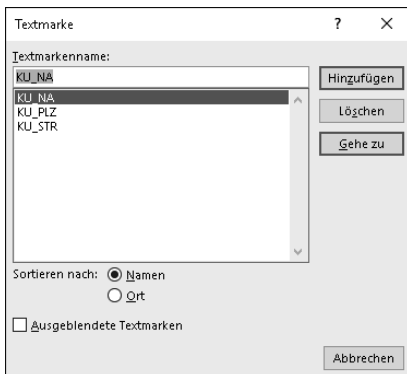 Textmarke ? ×
Textmarkenname:
KU_NA Hinzufügen
KU_NA
KU_PLZ Löschen
KU_STR
Gehe zu
Sortieren nach: Namen
Ort
Ausgeblendete Textmarken
Abbrechen